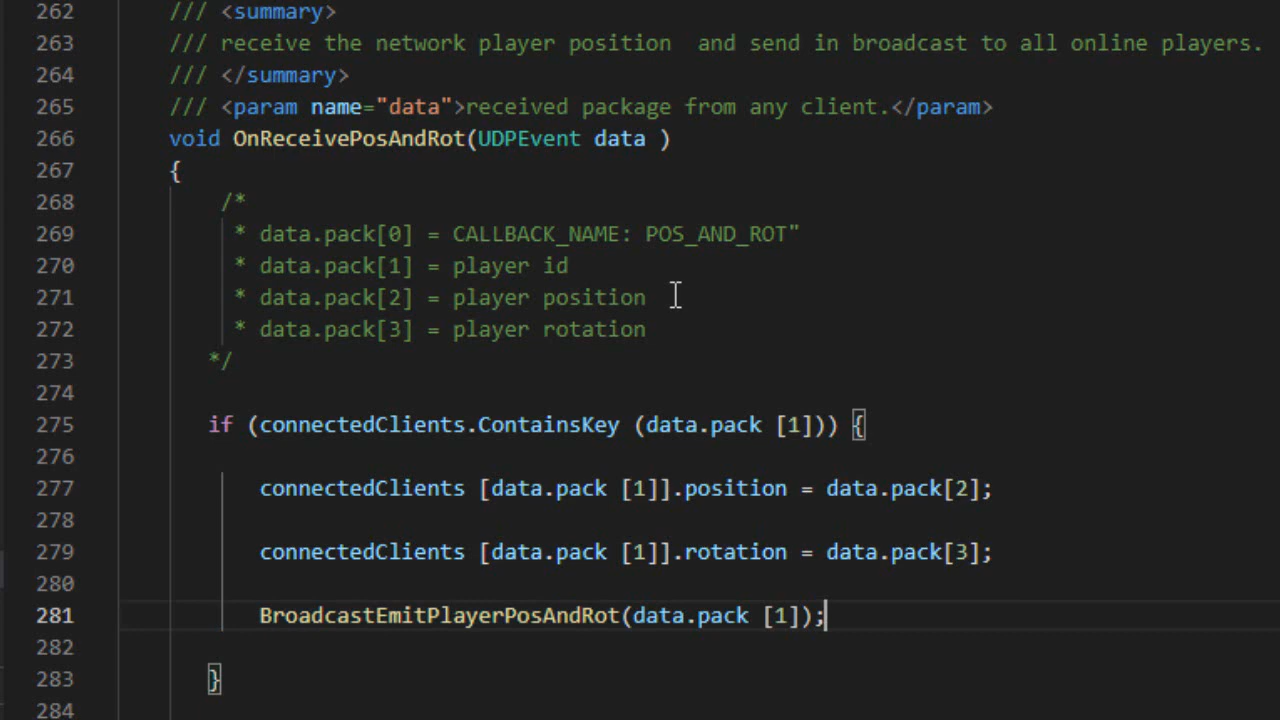 262 /// <summary>
263 /// receive the network player position  and send in broadcast to all online players.
264 /// </summary>
265 /// <param name="data">received package from any client.</param>
266 void OnReceivePosAndRot(UDPEvent data )
267 {
268 /*
269 * data.pack[0] = CALLBACK_NAME: POS_AND_ROT"
270 * data.pack[1] = player id
271 * data.pack[2] = player position
272 * data.pack[3] = player rotation
273 */
274
275 if (connectedClients.ContainsKey (data.pack [1])) {
276
277 connectedClients [data.pack [1]].position = data.pack[2];
278
279 connectedClients [data.pack [1]].rotation = data.pack[3];
280
281 BroadcastEmitPlayerPosAndRot(data.pack [1]);
282
283 }
284